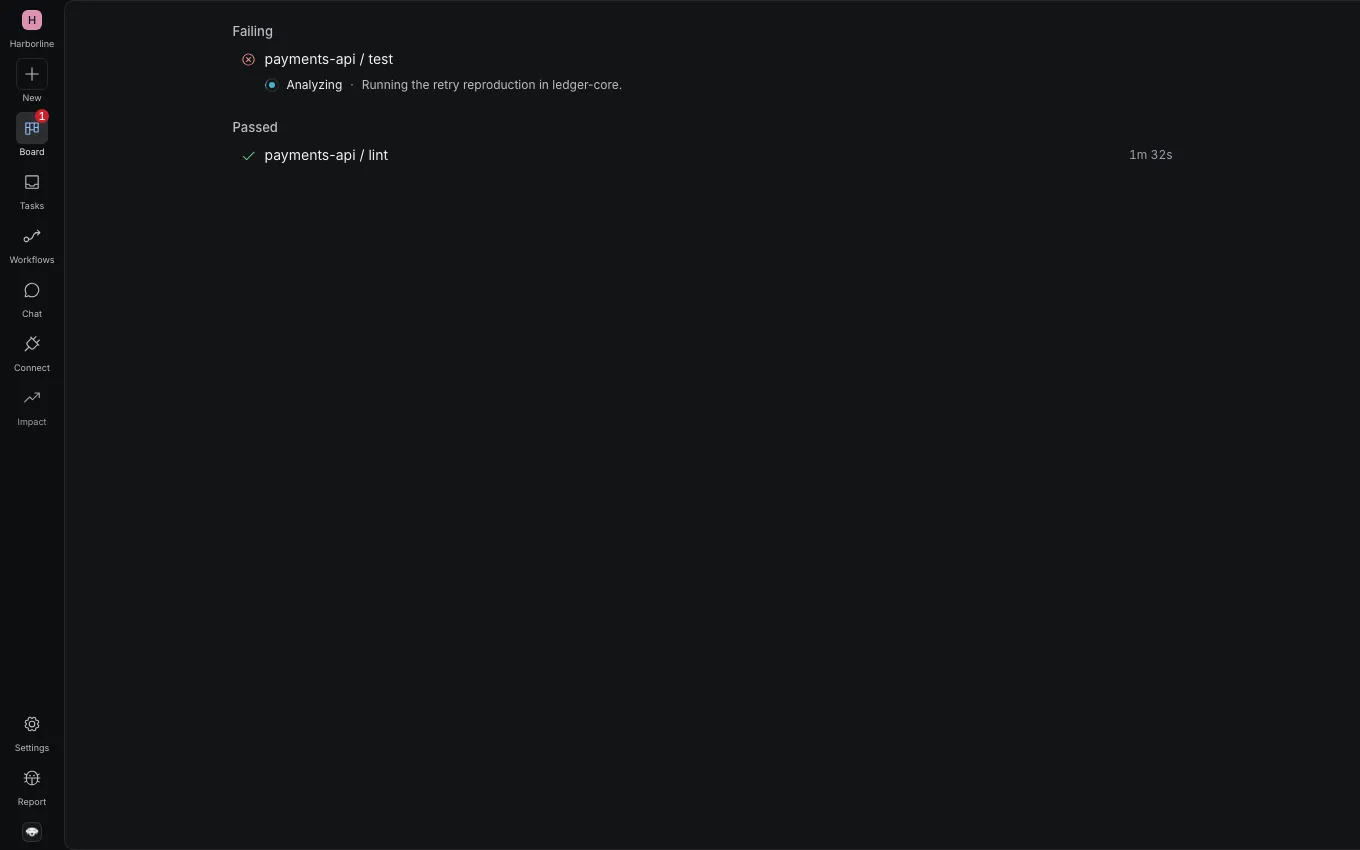 H
Harborline
New
1
Board
Tasks
Workflows
Chat
Connect
Impact
Settings
Report
Failing
payments-api / test
Analyzing · Running the retry reproduction in ledger-core.
Passed
payments-api / lint 1m 32s